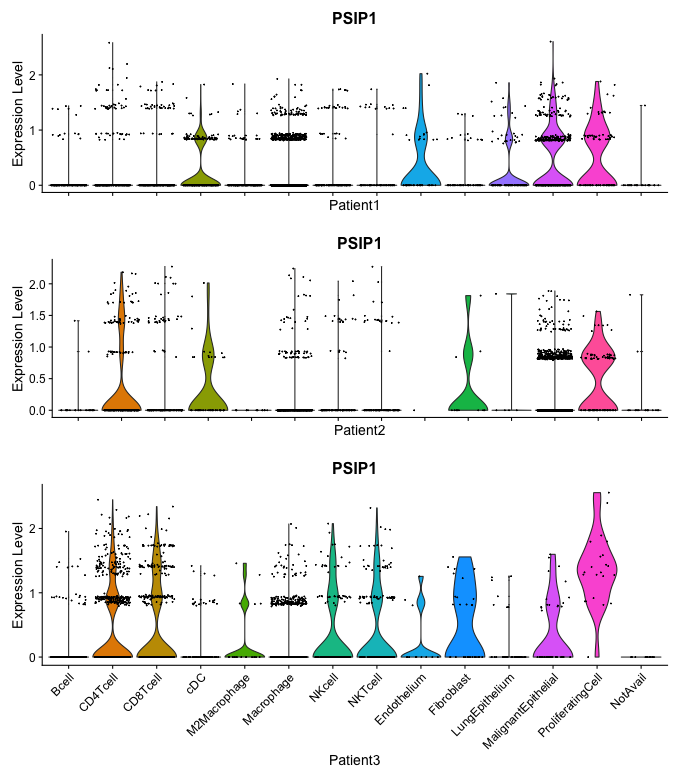 PSIP1
Expression Level
2
1
0
Patient1
PSIP1
Expression Level
2.0
1.5
1.0
0.5
0.0
Patient2
PSIP1
Expression Level
2
1
0
Bcell
CD4Tcell
CD8Tcell
cDC
M2Macrophage
Macrophage
NKcell
NKTcell
Endothelium
Fibroblast
LungEpithelium
MalignantEpithelial
ProliferatingCell
NotAvail
Patient3